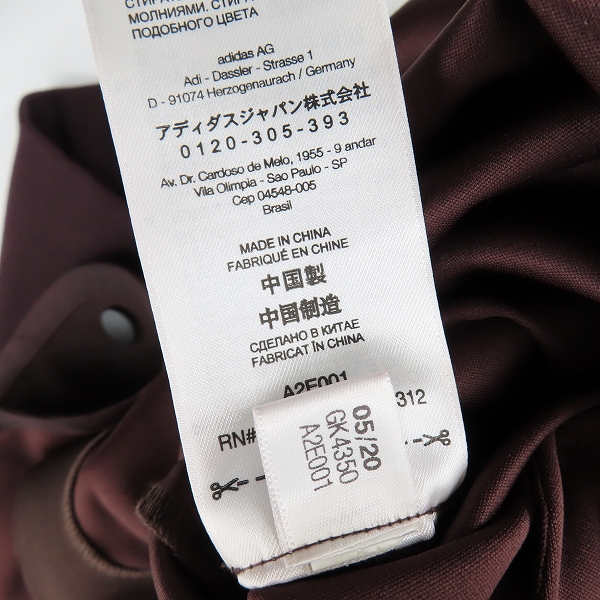 МОЛНИЯМИ. СТИРА
ПОДОБНОГО ЦВЕТА
adidas AG
Adi - Dassler - Strasse 1
D - 91074 Herzogenaurach / Germany
アディダスジャパン株式会社
0120-305-393
Av. Dr. Cardoso de Melo, 1955 - 9 andar
Vila Olimpia - Sao Paulo - SP
Cep 04548-005
Brasil
MADE IN CHINA
FABRIQUÉ EN CHINE
中国製
中国制造
СДЕЛАНО В КИТАЕ
FABRICAT ÎN CHINA
A2E001
RN# 312
05/20
GK4350
A2E001